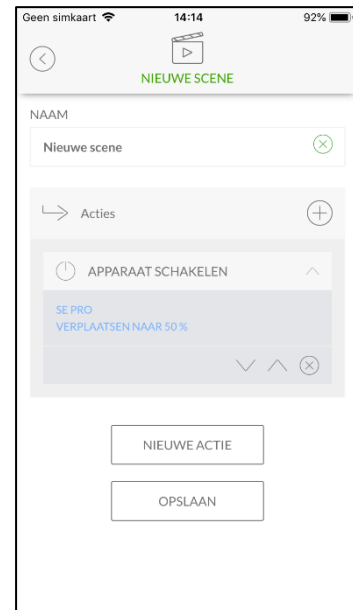 Geen simkaart 14:14 92%
NIEUWE SCENE
NAAM
Nieuwe scene
Acties
APPARAAT SCHAKELEN
SE PRO
VERPLAATSEN NAAR 50 %
NIEUWE ACTIE
OPSLAAN